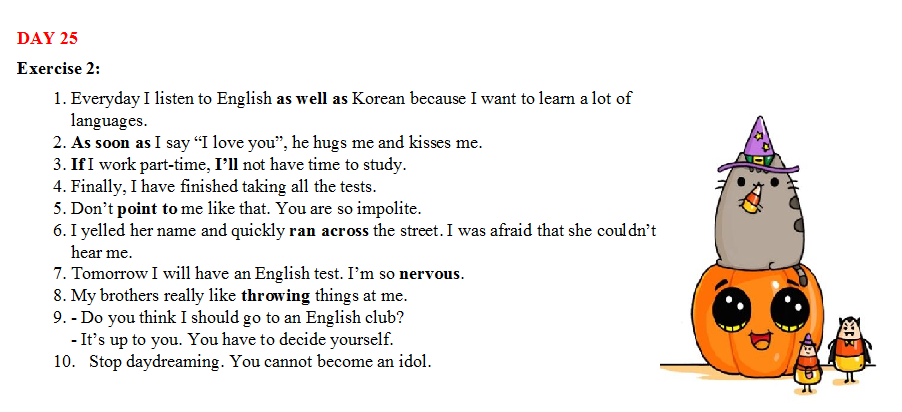 DAY 25
Exercise 2:
1. Everyday I listen to English as well as Korean because I want to learn a lot of
languages.
2. As soon as I say “I love you”, he hugs me and kisses me.
3. If I work part-time, I’ll not have time to study.
4. Finally, I have finished taking all the tests.
5. Don’t point to me like that. You are so impolite.
6. I yelled her name and quickly ran across the street. I was afraid that she couldn’t
hear me.
7. Tomorrow I will have an English test. I’m so nervous.
8. My brothers really like throwing things at me.
9. - Do you think I should go to an English club?
- It’s up to you. You have to decide yourself.
10. Stop daydreaming. You cannot become an idol.